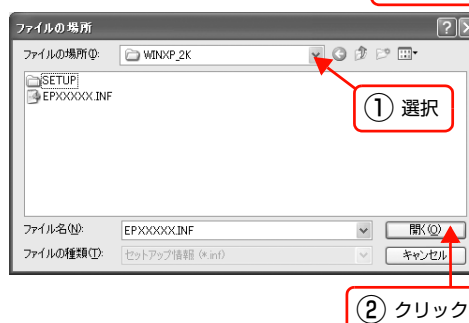 ファイルの場所
ファイルの場所(I): WINXP_2K
SETUP
EPXXXXXX.INF
① 選択
ファイル名(N): EPXXXXXX.INF 開く(O)
ファイルの種類(T): セットアップ情報 (*.inf) キャンセル
② クリック